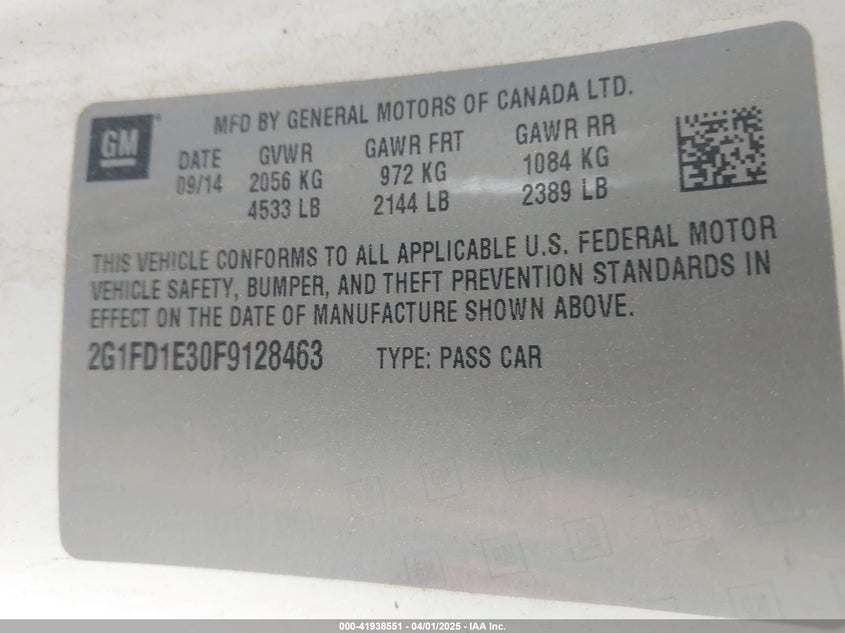 GM
MFD BY GENERAL MOTORS OF CANADA LTD.
DATE GVWR GAWR FRT GAWR RR
09/14 2056 KG 972 KG 1084 KG
4533 LB 2144 LB 2389 LB
THIS VEHICLE CONFORMS TO ALL APPLICABLE U.S. FEDERAL MOTOR
VEHICLE SAFETY, BUMPER, AND THEFT PREVENTION STANDARDS IN
EFFECT ON THE DATE OF MANUFACTURE SHOWN ABOVE.
2G1FD1E30F9128463 TYPE: PASS CAR
GM
000-41938551 - 04/01/2025 - IAA Inc.